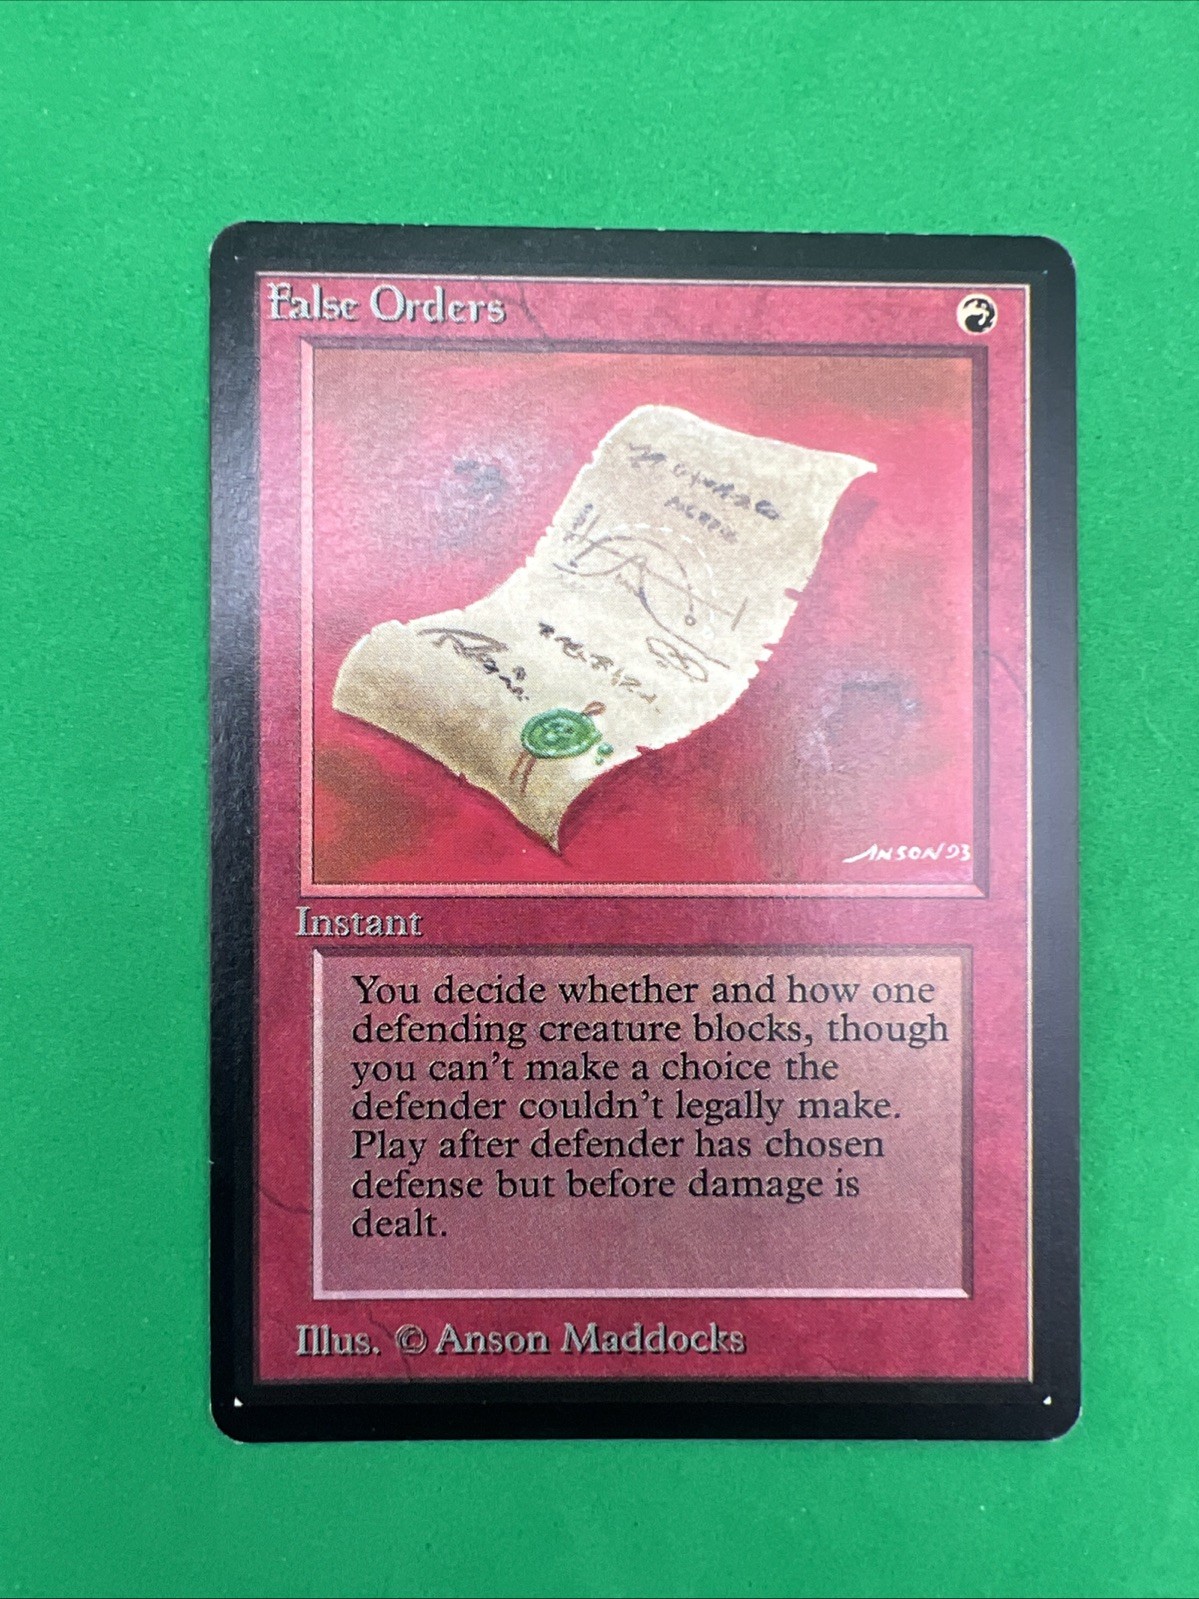 False Orders
ANSON 93
Instant
You decide whether and how one
defending creature blocks, though
you can't make a choice the
defender couldn't legally make.
Play after defender has chosen
defense but before damage is
dealt.
Illus. © Anson Maddocks